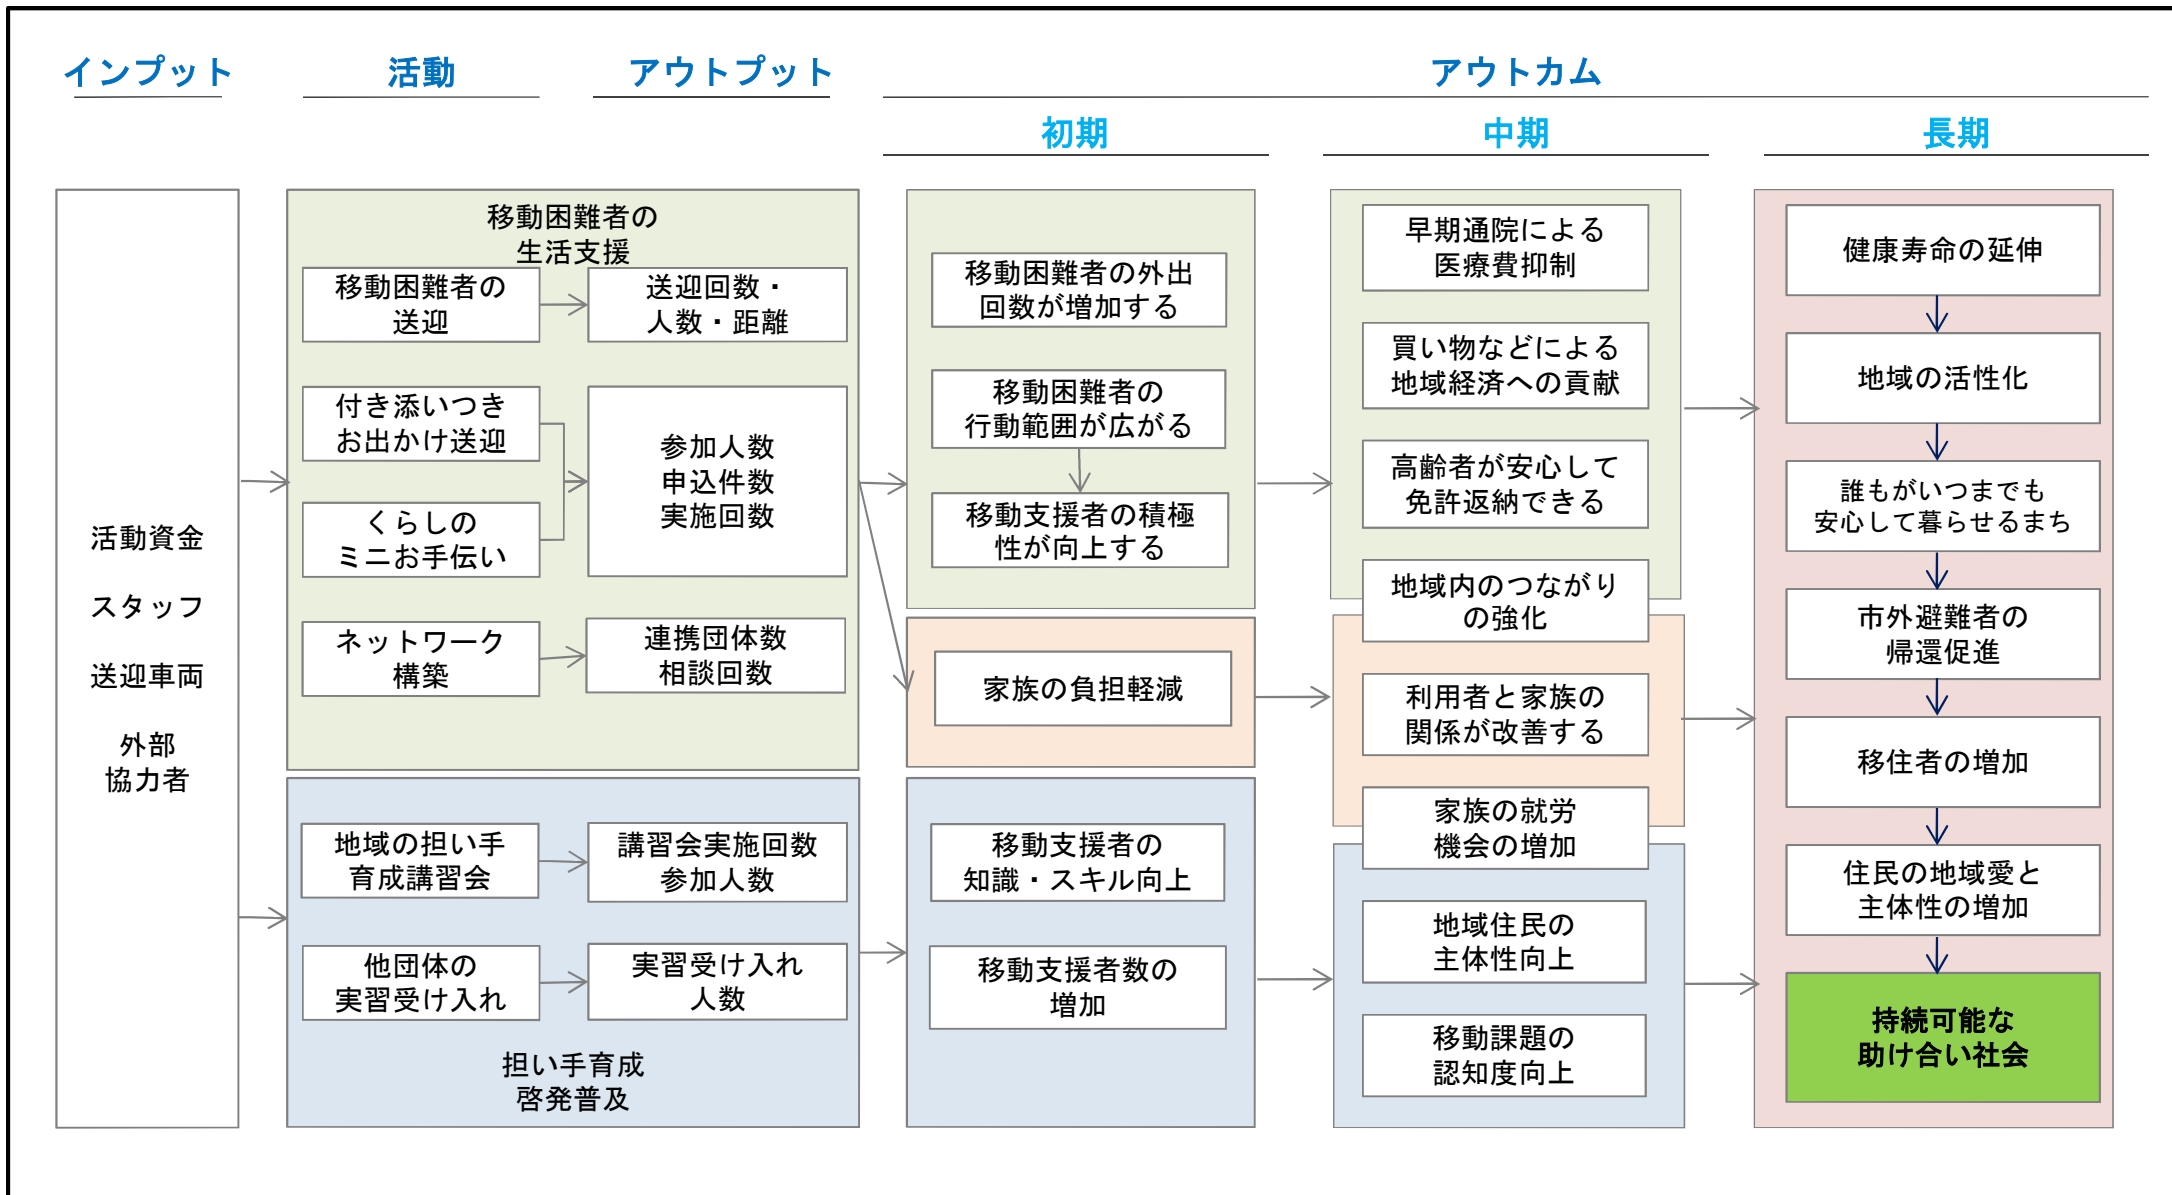 インプット
活動
アウトプット
アウトカム
初期
中期
長期
活動資金
スタッフ
送迎車両
外部
協力者
移動困難者の
生活支援
移動困難者の
送迎
送迎回数・
人数・距離
付き添いつき
お出かけ送迎
くらしの
ミニお手伝い
参加人数
申込件数
実施回数
ネットワーク
構築
連携団体数
相談回数
地域の担い手
育成講習会
講習会実施回数
参加人数
他団体の
実習受け入れ
実習受け入れ
人数
担い手育成
啓発普及
移動困難者の外出
回数が増加する
移動困難者の
行動範囲が広がる
移動支援者の積極
性が向上する
家族の負担軽減
移動支援者の
知識・スキル向上
移動支援者数の
増加
早期通院による
医療費抑制
買い物などによる
地域経済への貢献
高齢者が安心して
免許返納できる
地域内のつながり
の強化
利用者と家族の
関係が改善する
家族の就労
機会の増加
地域住民の
主体性向上
移動課題の
認知度向上
健康寿命の延伸
地域の活性化
誰もがいつまでも
安心して暮らせるまち
市外避難者の
帰還促進
移住者の増加
住民の地域愛と
主体性の増加
持続可能な
助け合い社会